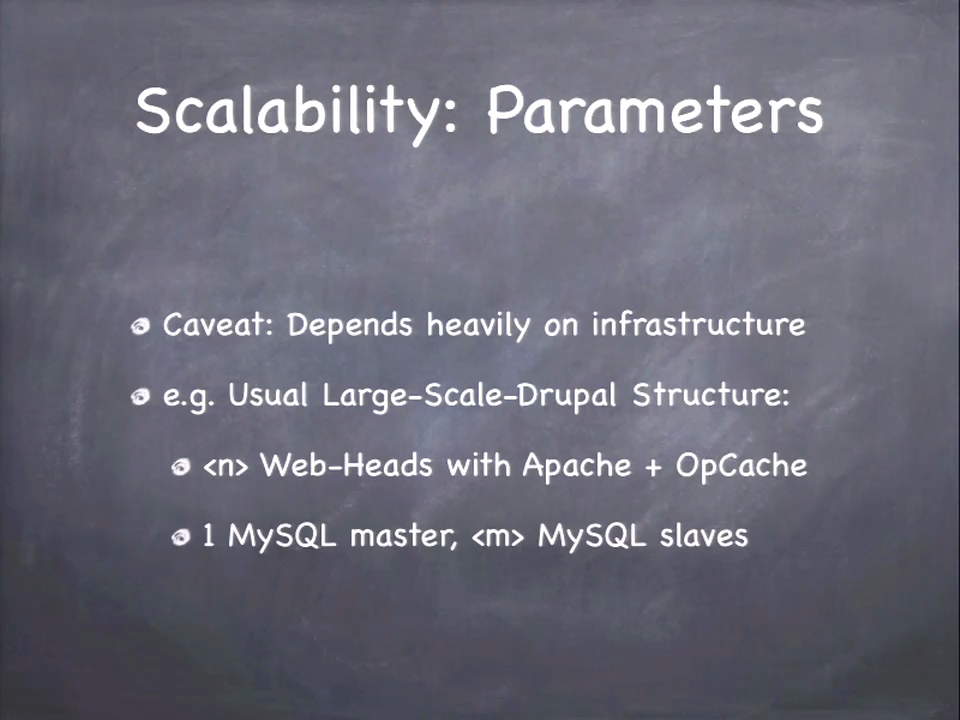 Scalability: Parameters
Caveat: Depends heavily on infrastructure
e.g. Usual Large-Scale-Drupal Structure:
<n> Web-Heads with Apache + OpCache
1 MySQL master, <m> MySQL slaves